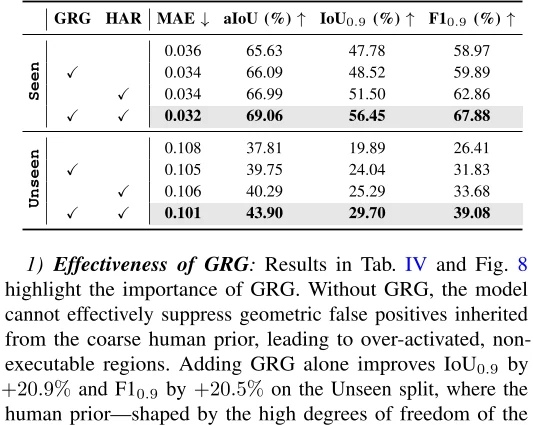 GRG HAR MAE ↓ aIoU (%) ↑ IoU0.9 (%) ↑ F10.9 (%) ↑
Seen
0.036 65.63 47.78 58.97
✓ 0.034 66.09 48.52 59.89
✓ 0.034 66.99 51.50 62.86
✓ ✓ 0.032 69.06 56.45 67.88
Unseen
0.108 37.81 19.89 26.41
✓ 0.105 39.75 24.04 31.83
✓ 0.106 40.29 25.29 33.68
✓ ✓ 0.101 43.90 29.70 39.08
1) Effectiveness of GRG: Results in Tab. IV and Fig. 8
highlight the importance of GRG. Without GRG, the model
cannot effectively suppress geometric false positives inherited
from the coarse human prior, leading to over-activated, non-
executable regions. Adding GRG alone improves IoU0.9 by
+20.9% and F10.9 by +20.5% on the Unseen split, where the
human prior—shaped by the high degrees of freedom of the